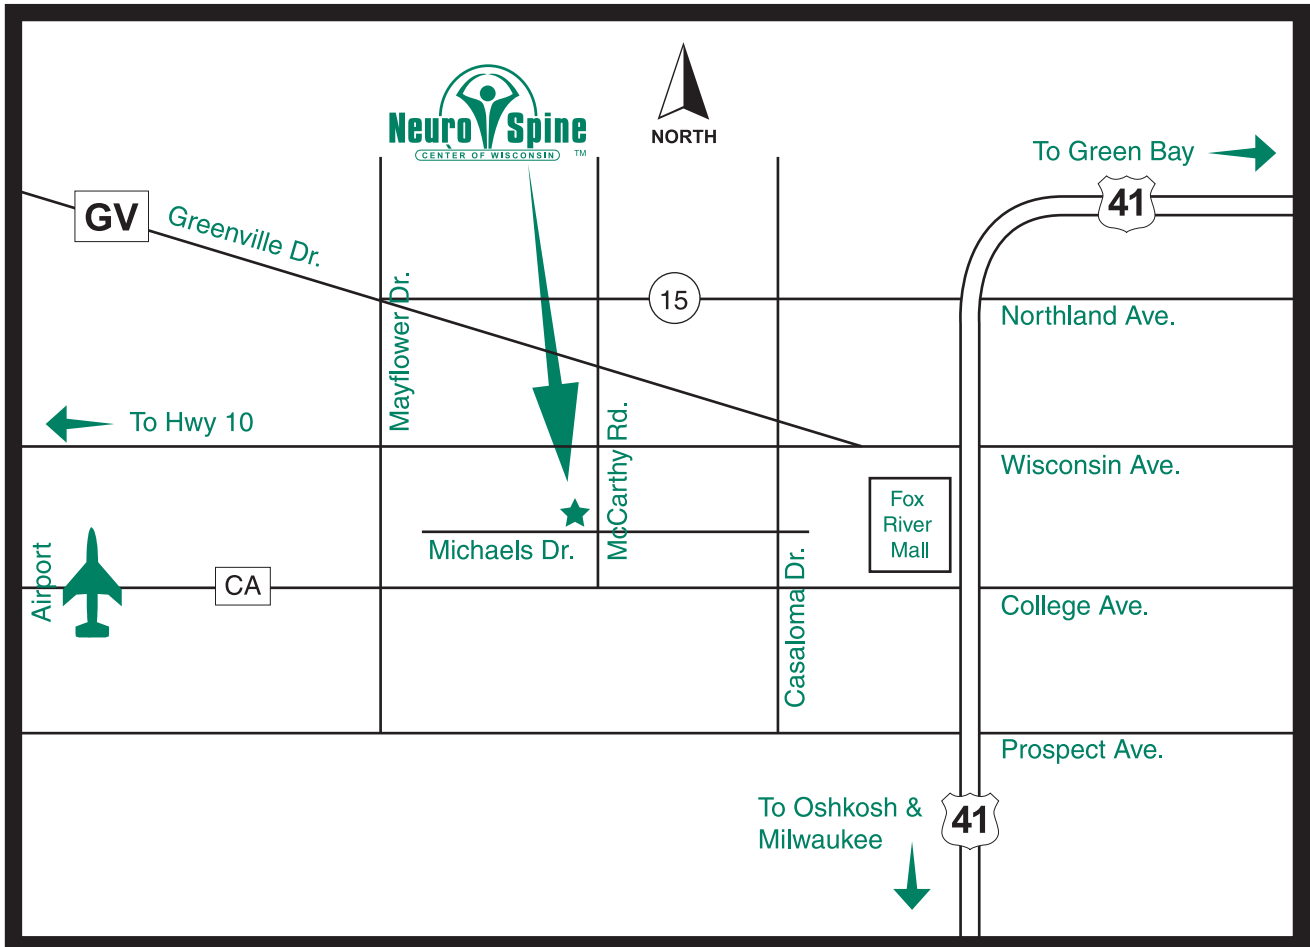 Neuro Spine
CENTER OF WISCONSIN
TM
NORTH
To Green Bay
41
GV
Greenville Dr.
15
Northland Ave.
Mayflower Dr.
To Hwy 10
McCarthy Rd.
Wisconsin Ave.
Fox
River
Mall
Michaels Dr.
Airport
CA
Casaloma Dr.
College Ave.
Prospect Ave.
To Oshkosh &
Milwaukee
41